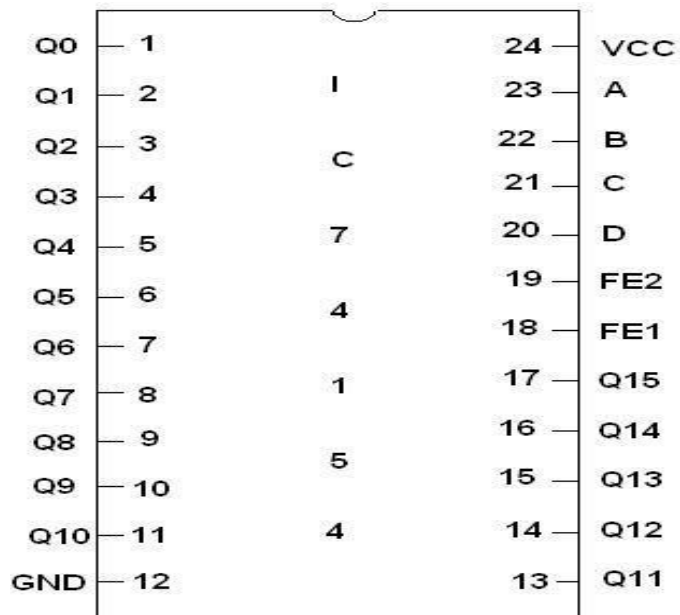 Q0 1 24 VCC
Q1 2 I 23 A
Q2 3 C 22 B
Q3 4 21 C
Q4 5 7 20 D
Q5 6 4 19 FE2
Q6 7 18 FE1
Q7 8 1 17 Q15
Q8 9 5 16 Q14
Q9 10 15 Q13
Q10 11 4 14 Q12
GND 12 13 Q11